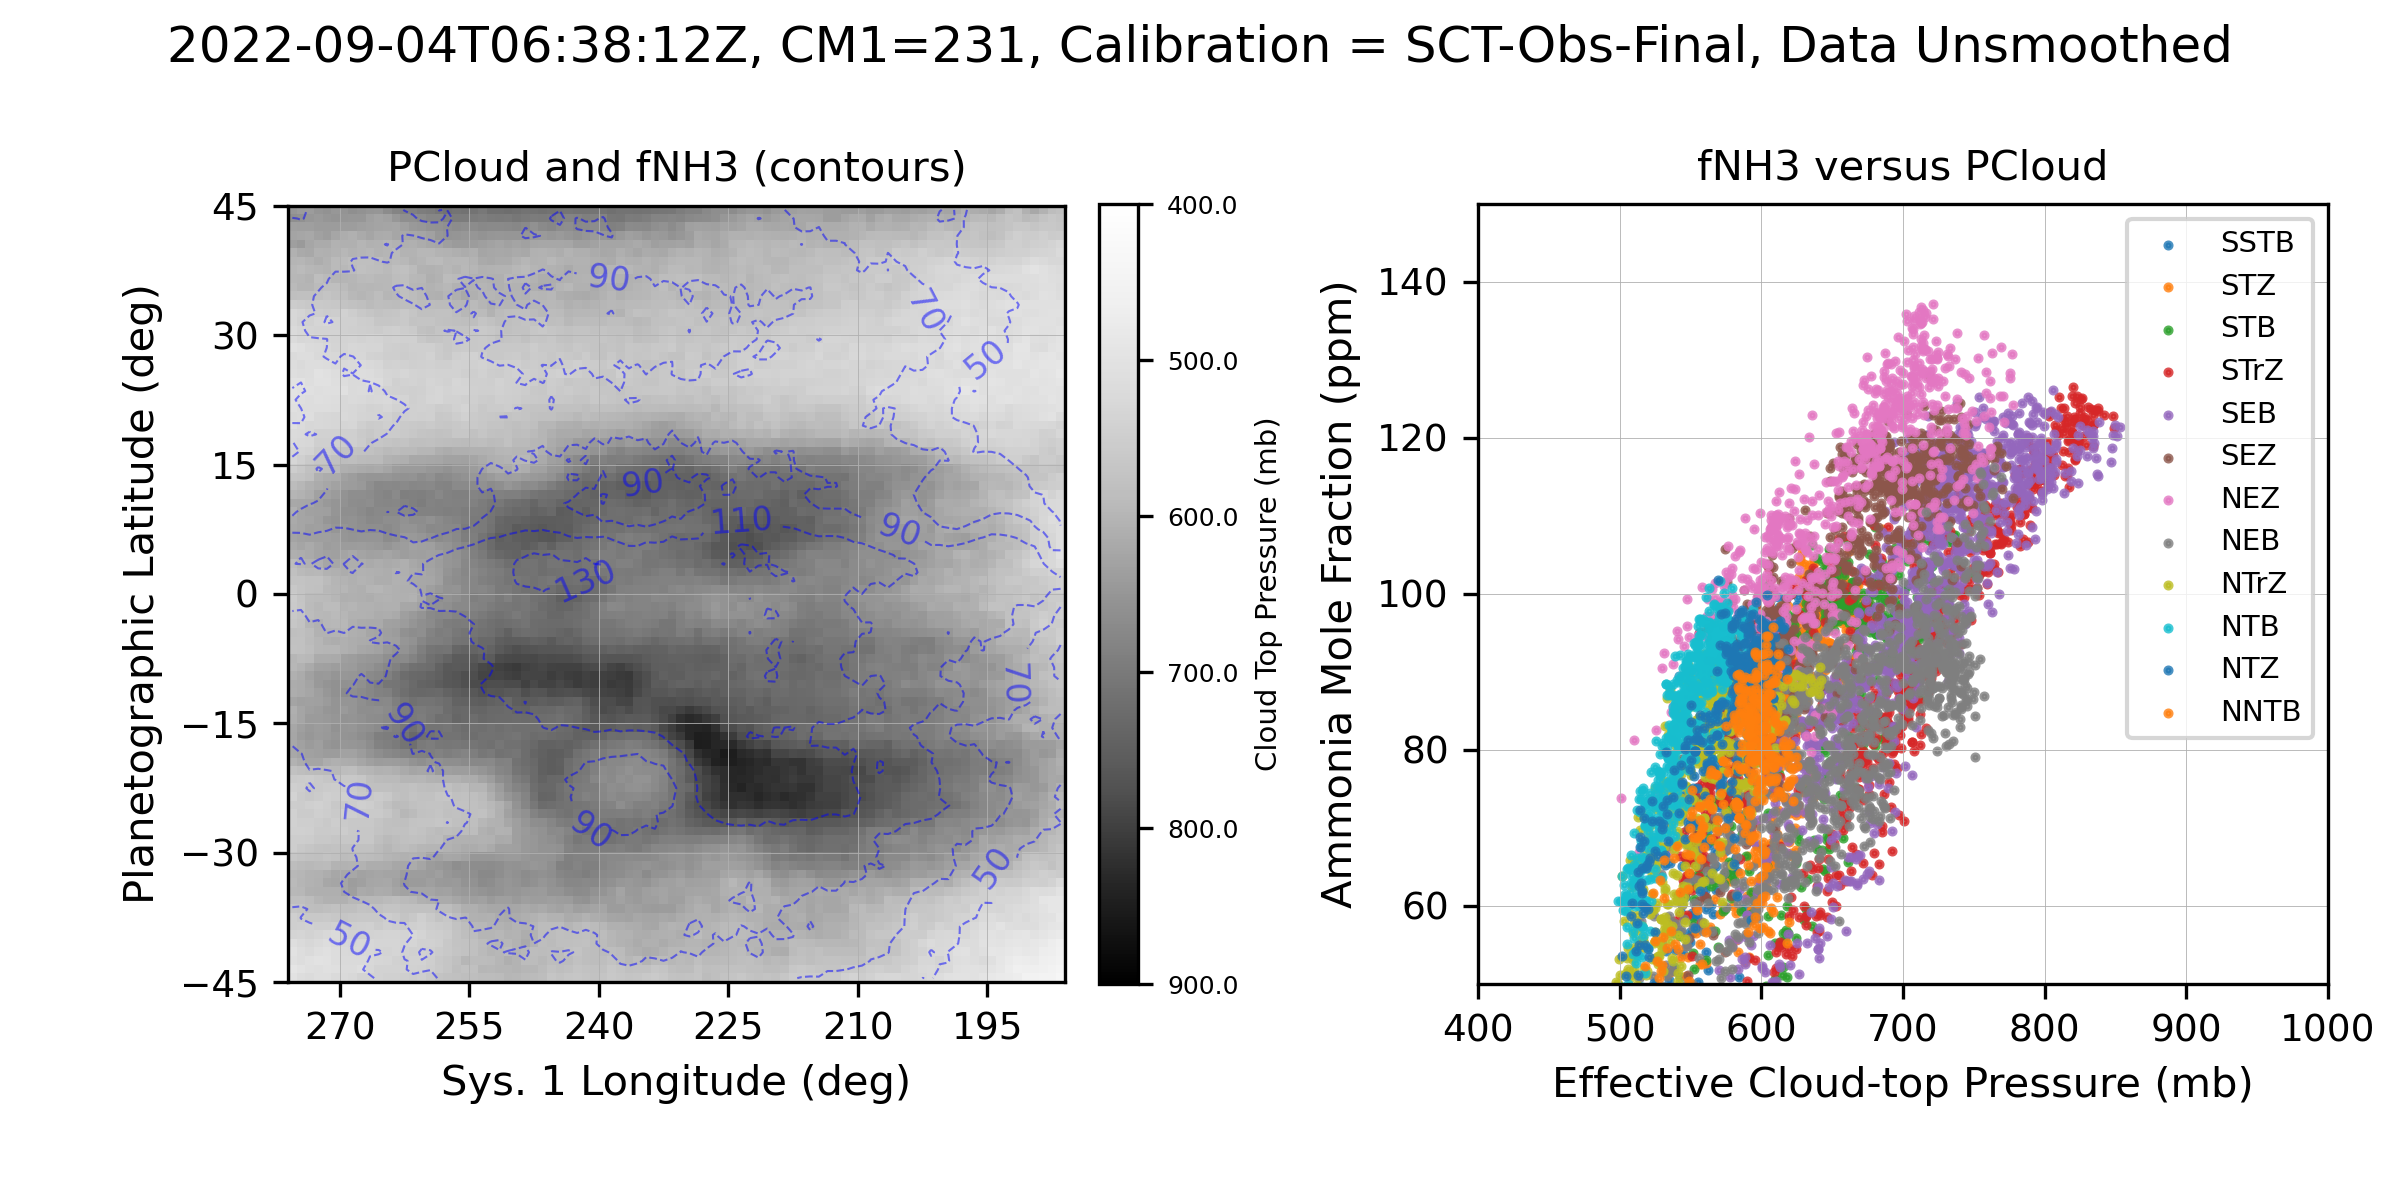 2022-09-04T06:38:12Z, CM1=231, Calibration = SCT-Obs-Final, Data Unsmoothed
PCloud and fNH3 (contours)
Planetographic Latitude (deg)
45
30
15
0
−15
−30
−45
270
255
240
225
210
195
Sys. 1 Longitude (deg)
90
70
50
70
90
110
90
130
70
90
70
90
50
50
400.0
500.0
600.0
700.0
800.0
900.0
Cloud Top Pressure (mb)
fNH3 versus PCloud
Ammonia Mole Fraction (ppm)
140
120
100
80
60
400
500
600
700
800
900
1000
Effective Cloud-top Pressure (mb)
SSTB
STZ
STB
STrZ
SEB
SEZ
NEZ
NEB
NTrZ
NTB
NTZ
NNTB